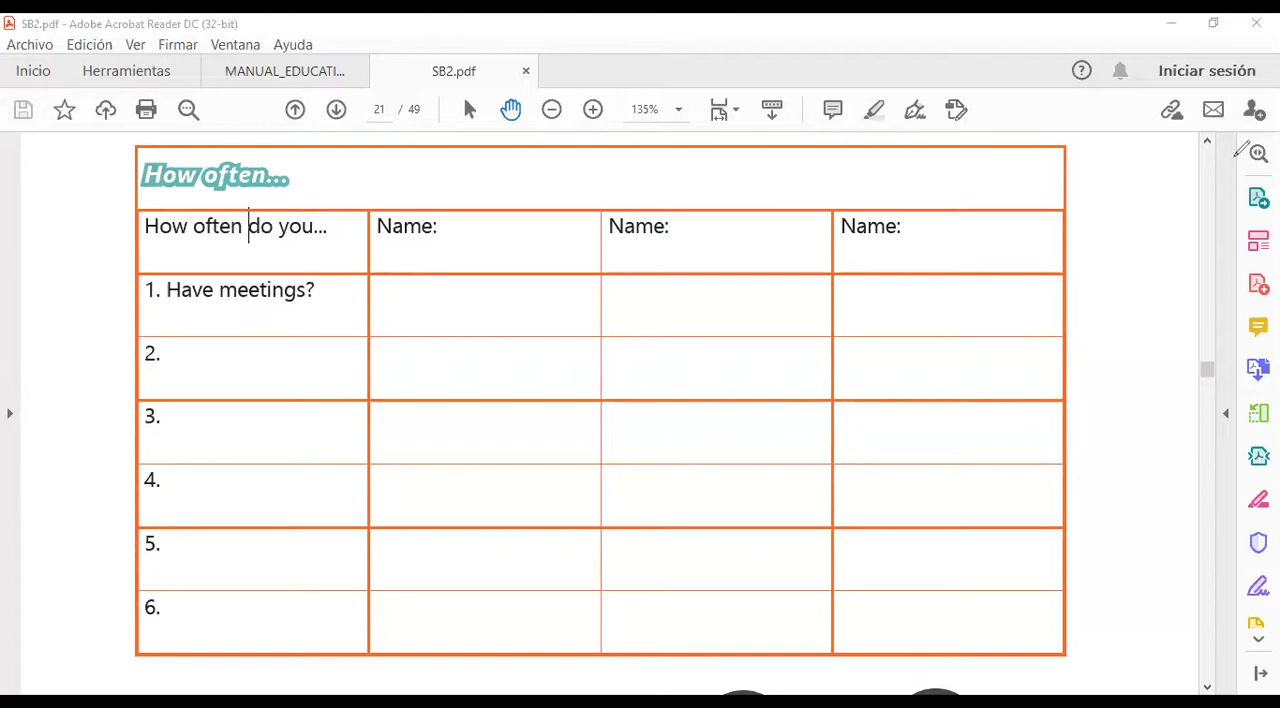 SB2.pdf - Adobe Acrobat Reader DC (32-bit)
Archivo Edición Ver Firmar Ventana Ayuda
Inicio Herramientas MANUAL_EDUCATI... SB2.pdf Iniciar sesión
21 / 49 135%
How often...
How often do you... Name: Name: Name:
1. Have meetings?
2.
3.
4.
5.
6.